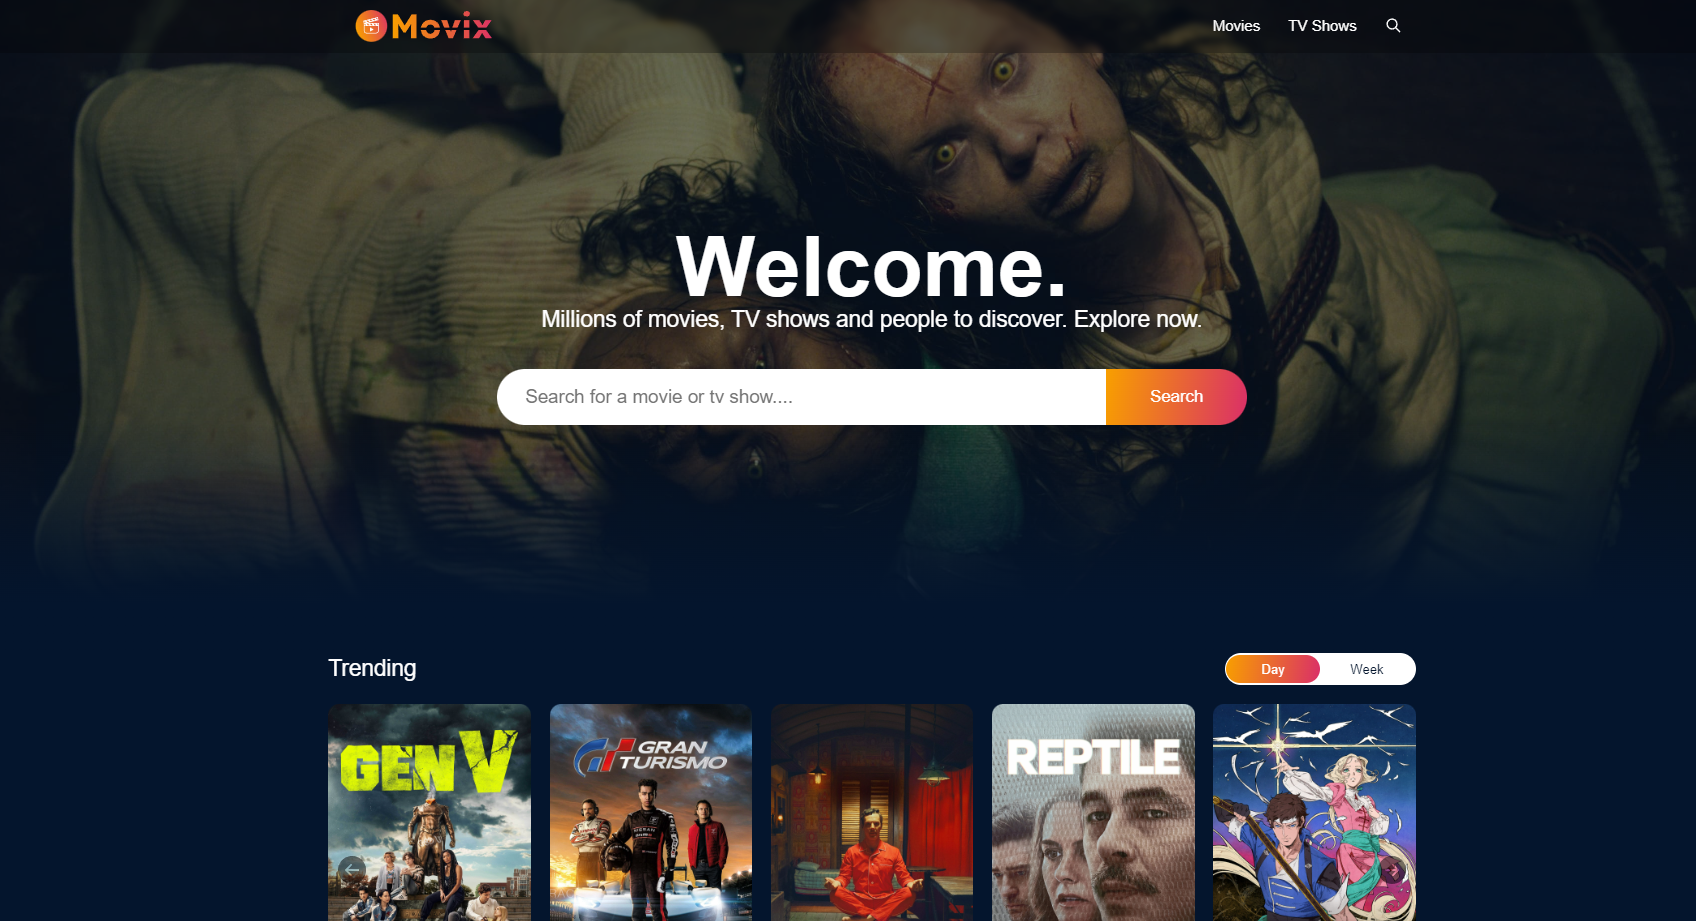 Movix
Movies
TV Shows
Welcome.
Millions of movies, TV shows and people to discover. Explore now.
Search for a movie or tv show....
Search
Trending
Day
Week
GEN V
GRAN
TURISMO
REPTILE